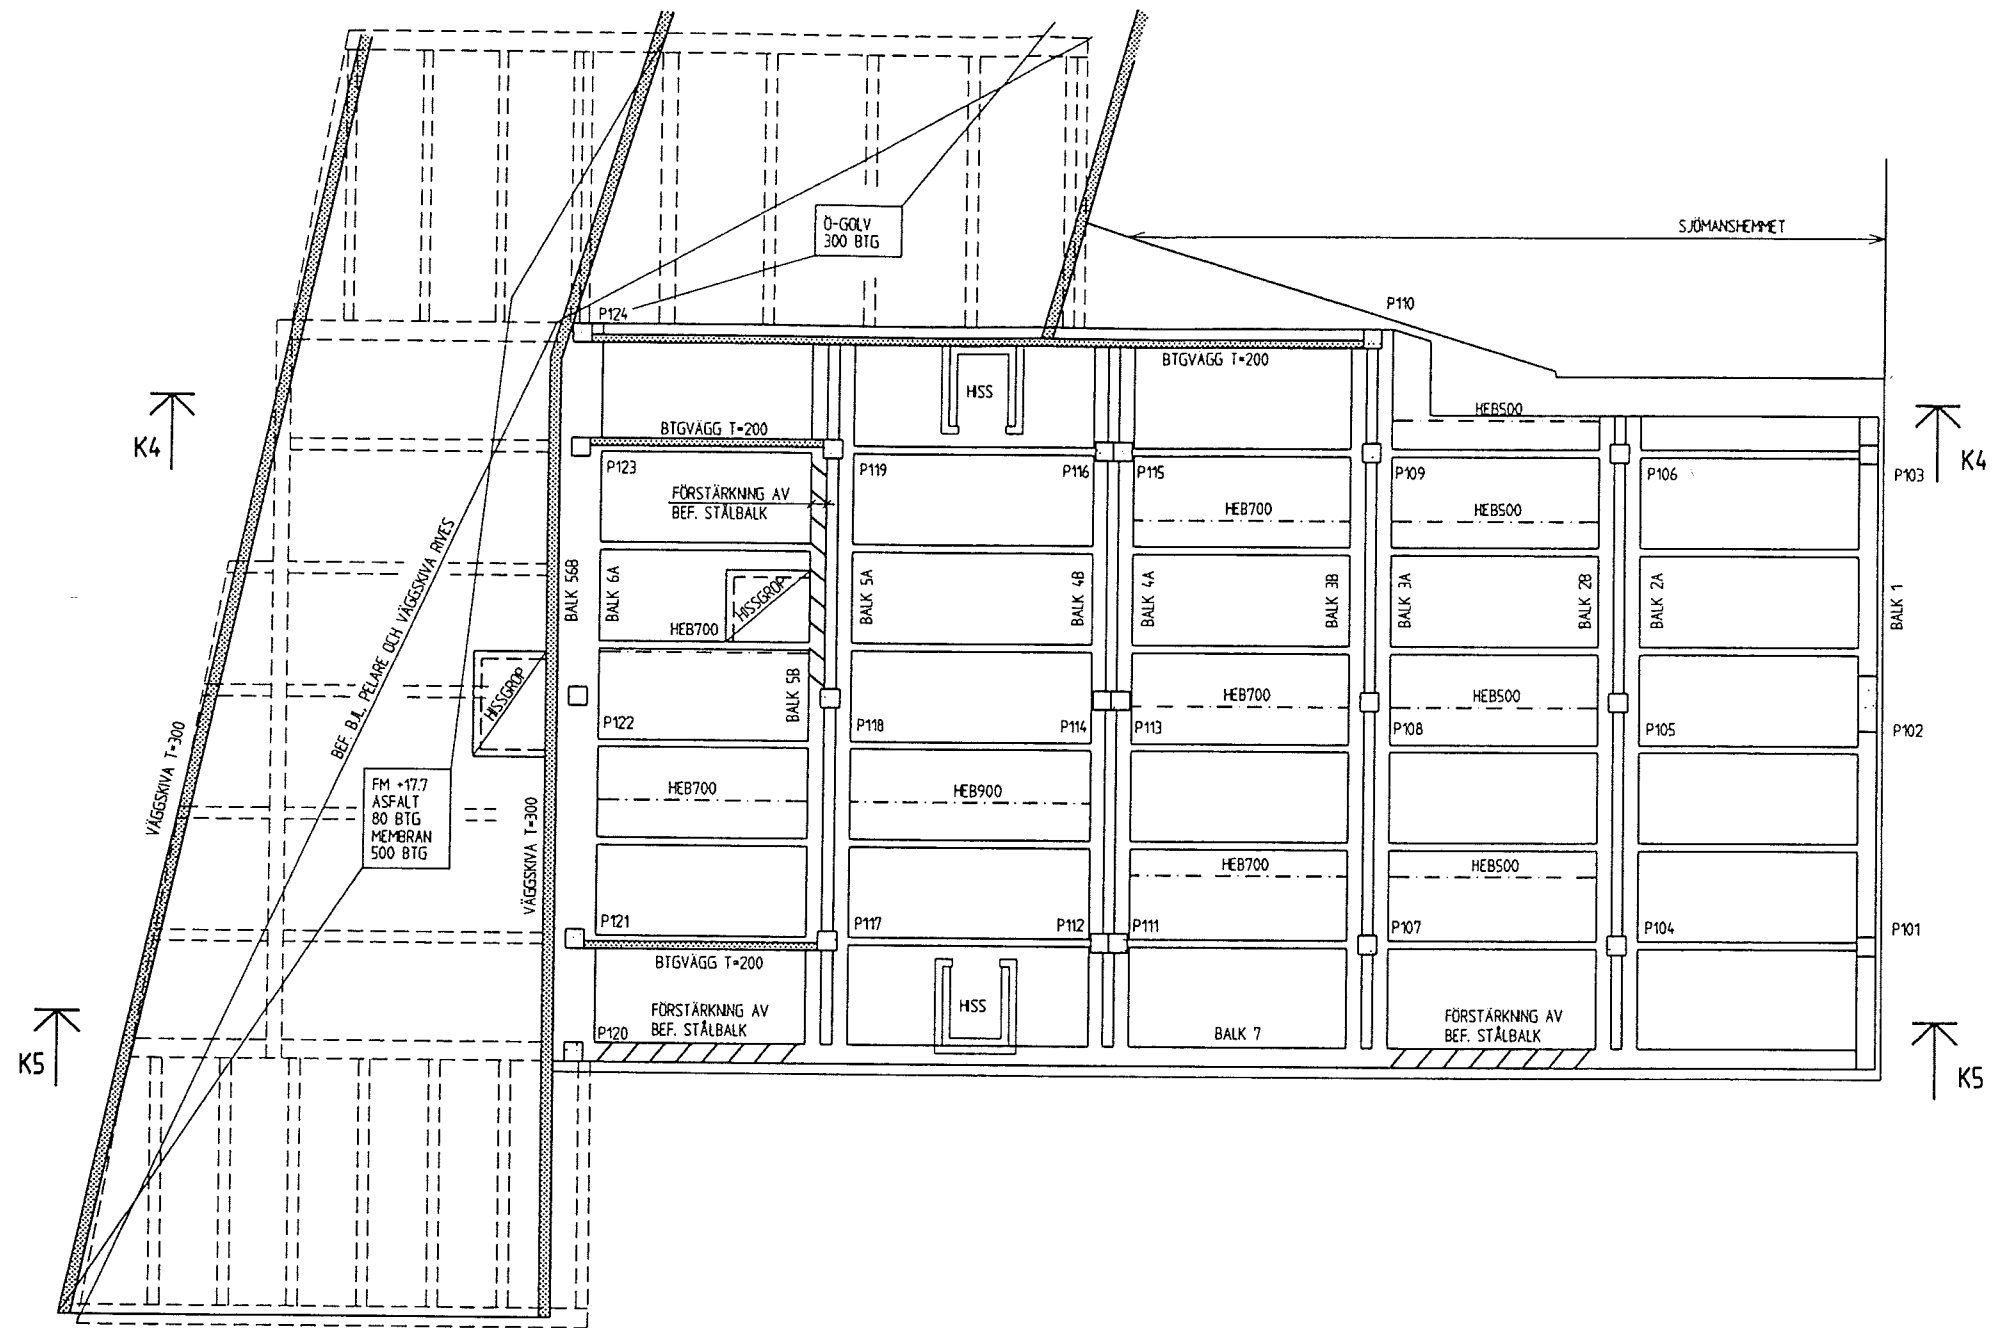 Ö-GOLV
300 BTG
SJÖMANSHEMMET
P124
P110
BTGVÄGG T=200
HISS
HEB500
K4
K4
BTGVÄGG T=200
P123
P119
P116
P115
P109
P106
P103
FÖRSTÄRKNING AV
BEF. STÅLBALK
HEB700
HEB500
BEF. BJL, PELARE OCH VÄGGSKIVA RIVES
BALK 56B
BALK 6A
HISSGROP
BALK 5A
BALK 4B
BALK 4A
BALK 3B
BALK 3A
BALK 2B
BALK 2A
BALK 1
HEB700
HISSGROP
BALK 5B
HEB700
HEB500
P122
P118
P114
P113
P108
P105
P102
VÄGGSKIVA T=300
FM +17.7
ASFALT
80 BTG
MEMBRAN
500 BTG
VÄGGSKIVA T=300
HEB700
HEB900
HEB700
HEB500
P121
P117
P112
P111
P107
P104
P101
BTGVÄGG T=200
HISS
FÖRSTÄRKNING AV
BEF. STÅLBALK
P120
BALK 7
FÖRSTÄRKNING AV
BEF. STÅLBALK
K5
K5